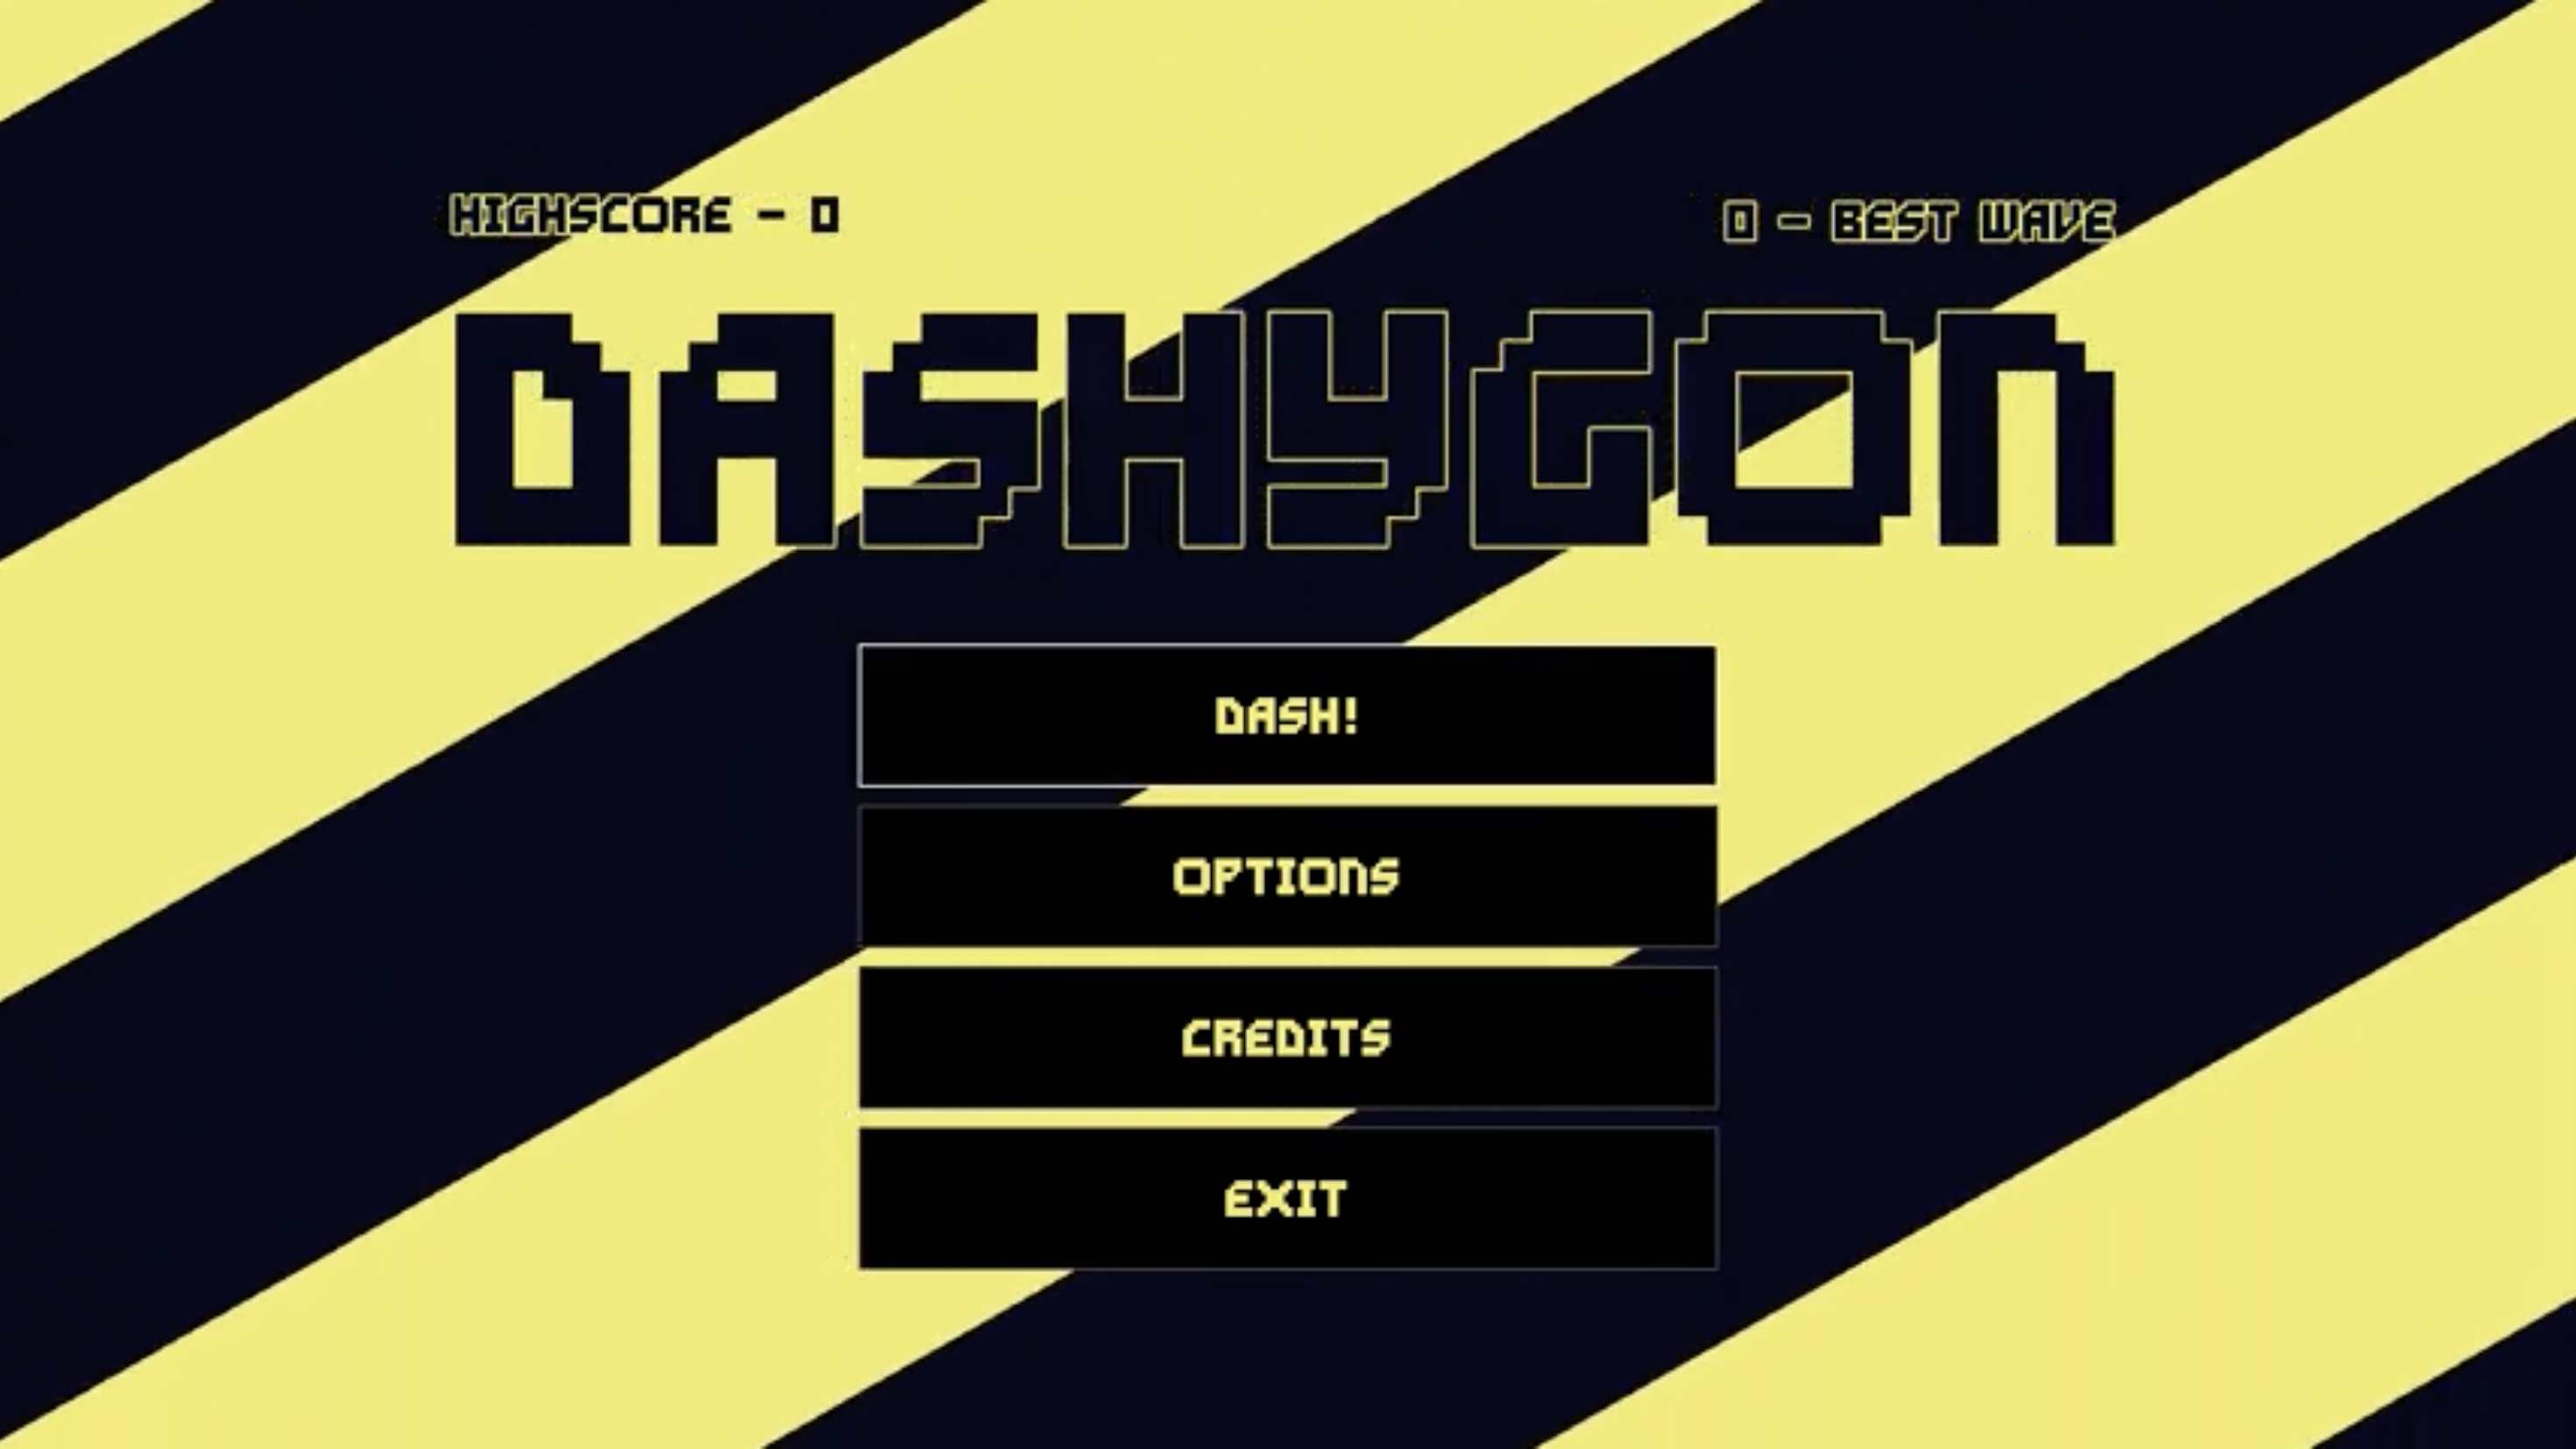 HIGHSCORE - 0
0 - BEST WAVE
DASHYGON
DASH!
OPTIONS
CREDITS
EXIT